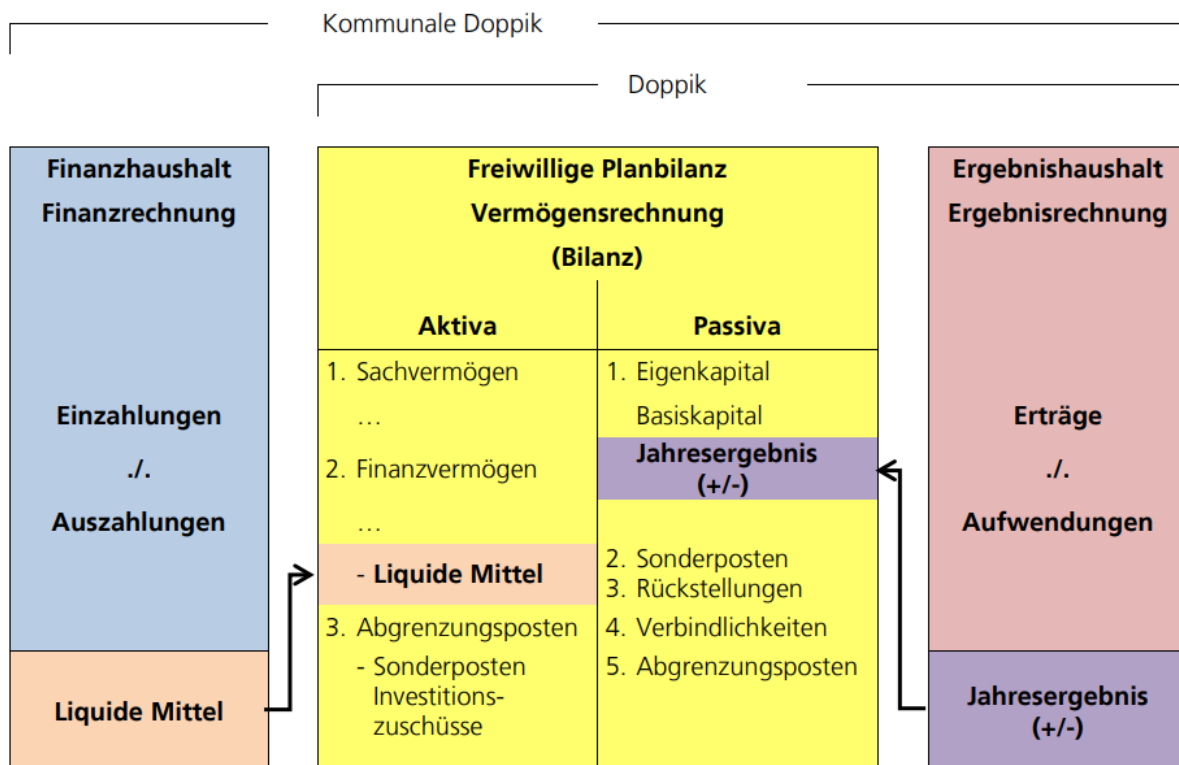 Kommunale Doppik
Doppik
Finanzhaushalt
Finanzrechnung
Einzahlungen
./.
Auszahlungen
Liquide Mittel
Freiwillige Planbilanz
Vermögensrechnung
(Bilanz)
Aktiva
1. Sachvermögen
...
2. Finanzvermögen
...
- Liquide Mittel
3. Abgrenzungsposten
- Sonderposten
Investitions-
zuschüsse
Passiva
1. Eigenkapital
Basiskapital
Jahresergebnis
(+/-)
2. Sonderposten
3. Rückstellungen
4. Verbindlichkeiten
5. Abgrenzungsposten
Ergebnishaushalt
Ergebnisrechnung
Erträge
./.
Aufwendungen
Jahresergebnis
(+/-)